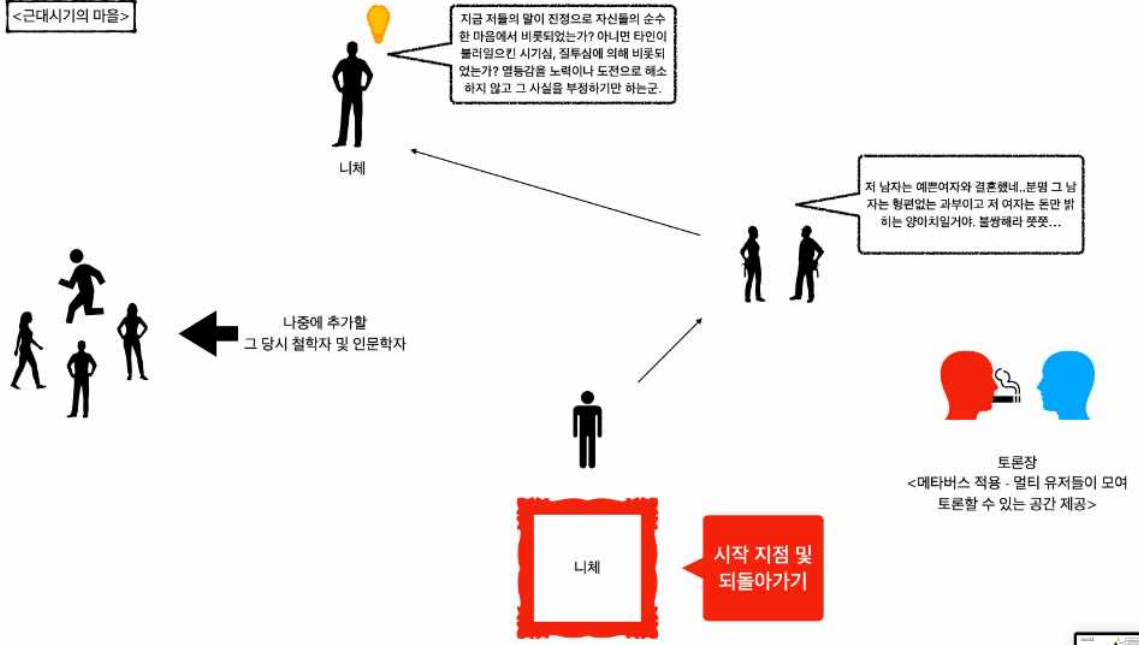 <근대시기의 마을>
지금 저들의 말이 진정으로 자신들의 순수
한 마음에서 비롯되었는가? 아니면 타인이
불러일으킨 시기심, 질투심에 의해 비롯되
었는가? 열등감을 노력이나 도전으로 해소
하지 않고 그 사실을 부정하기만 하는군.
니체
저 남자는 예쁜여자와 결혼했네..분명 그 남
자는 형편없는 과부이고 저 여자는 돈만 밝
히는 양아치일거야. 불쌍해라 쯧쯧...
나중에 추가할
그 당시 철학자 및 인문학자
토론장
<메타버스 적용 - 멀티 유저들이 모여
토론할 수 있는 공간 제공>
니체
시작 지점 및
되돌아가기